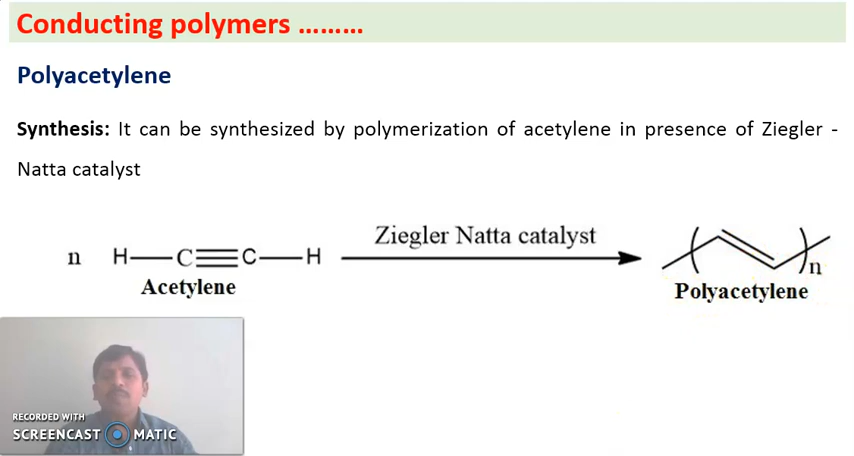 Conducting polymers .........
Polyacetylene
Synthesis: It can be synthesized by polymerization of acetylene in presence of Ziegler -
Natta catalyst
n H—C≡C—H
Ziegler Natta catalyst
n
Acetylene
Polyacetylene
RECORDED WITH
SCREENCAST MATIC